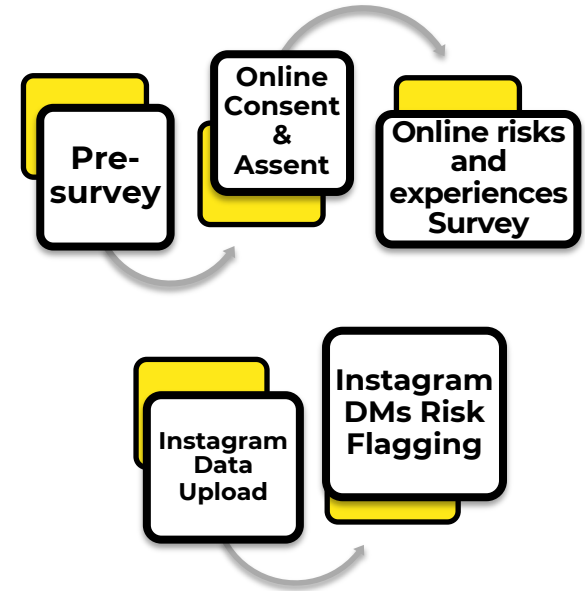 Pre-
survey
Online
Consent
&
Assent
Online risks
and
experiences
Survey
Instagram
Data
Upload
Instagram
DMs Risk
Flagging